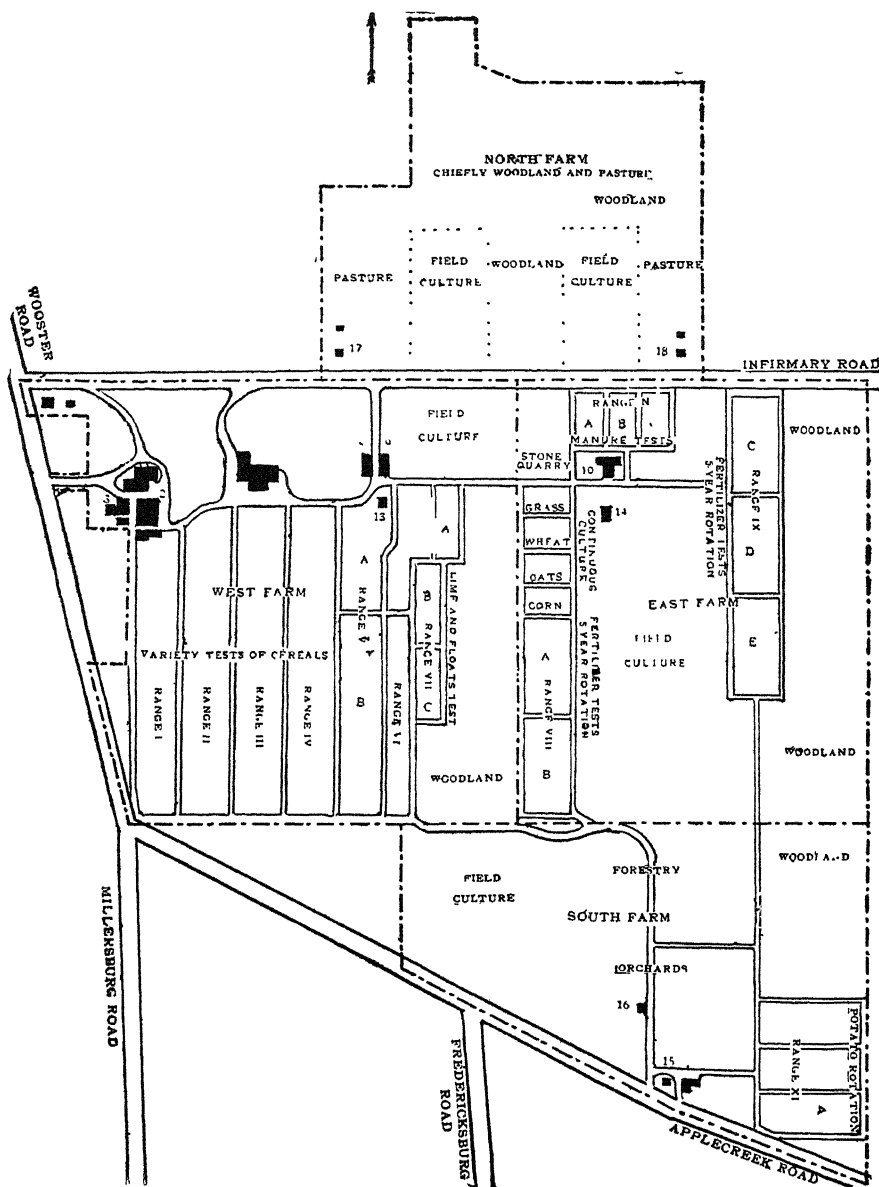 NORTH FARM
CHIEFLY WOODLAND AND PASTURE
WOODLAND
PASTURE
FIELD
CULTURE
WOODLAND
FIELD
CULTURE
PASTURE
17
18
WOOSTER
ROAD
INFIRMARY ROAD
FIELD
CULTURE
RANGE N
A
B
MANURE TESTS
STONE
QUARRY
10
WOODLAND
C
RANGE IX
D
E
FERTILIZER TESTS
5-YEAR ROTATION
13
14
GRASS
WHEAT
OATS
CORN
CONTINUOUS
CULTURE
A
RANGE V
B
A
B
RANGE VII
C
LIME AND FLOATS TEST
WEST FARM
VARIETY TESTS OF CEREALS
RANGE I
RANGE II
RANGE III
RANGE IV
RANGE VI
EAST FARM
FIELD
CULTURE
FERTILIZER TESTS
5-YEAR ROTATION
A
RANGE VIII
B
WOODLAND
WOODLAND
WOODLAND
FORESTRY
FIELD
CULTURE
SOUTH FARM
ORCHARDS
16
15
RANGE XI
POTATO ROTATION
A
MILLERSBURG ROAD
FREDERICKSBURG
ROAD
APPLECREEK ROAD